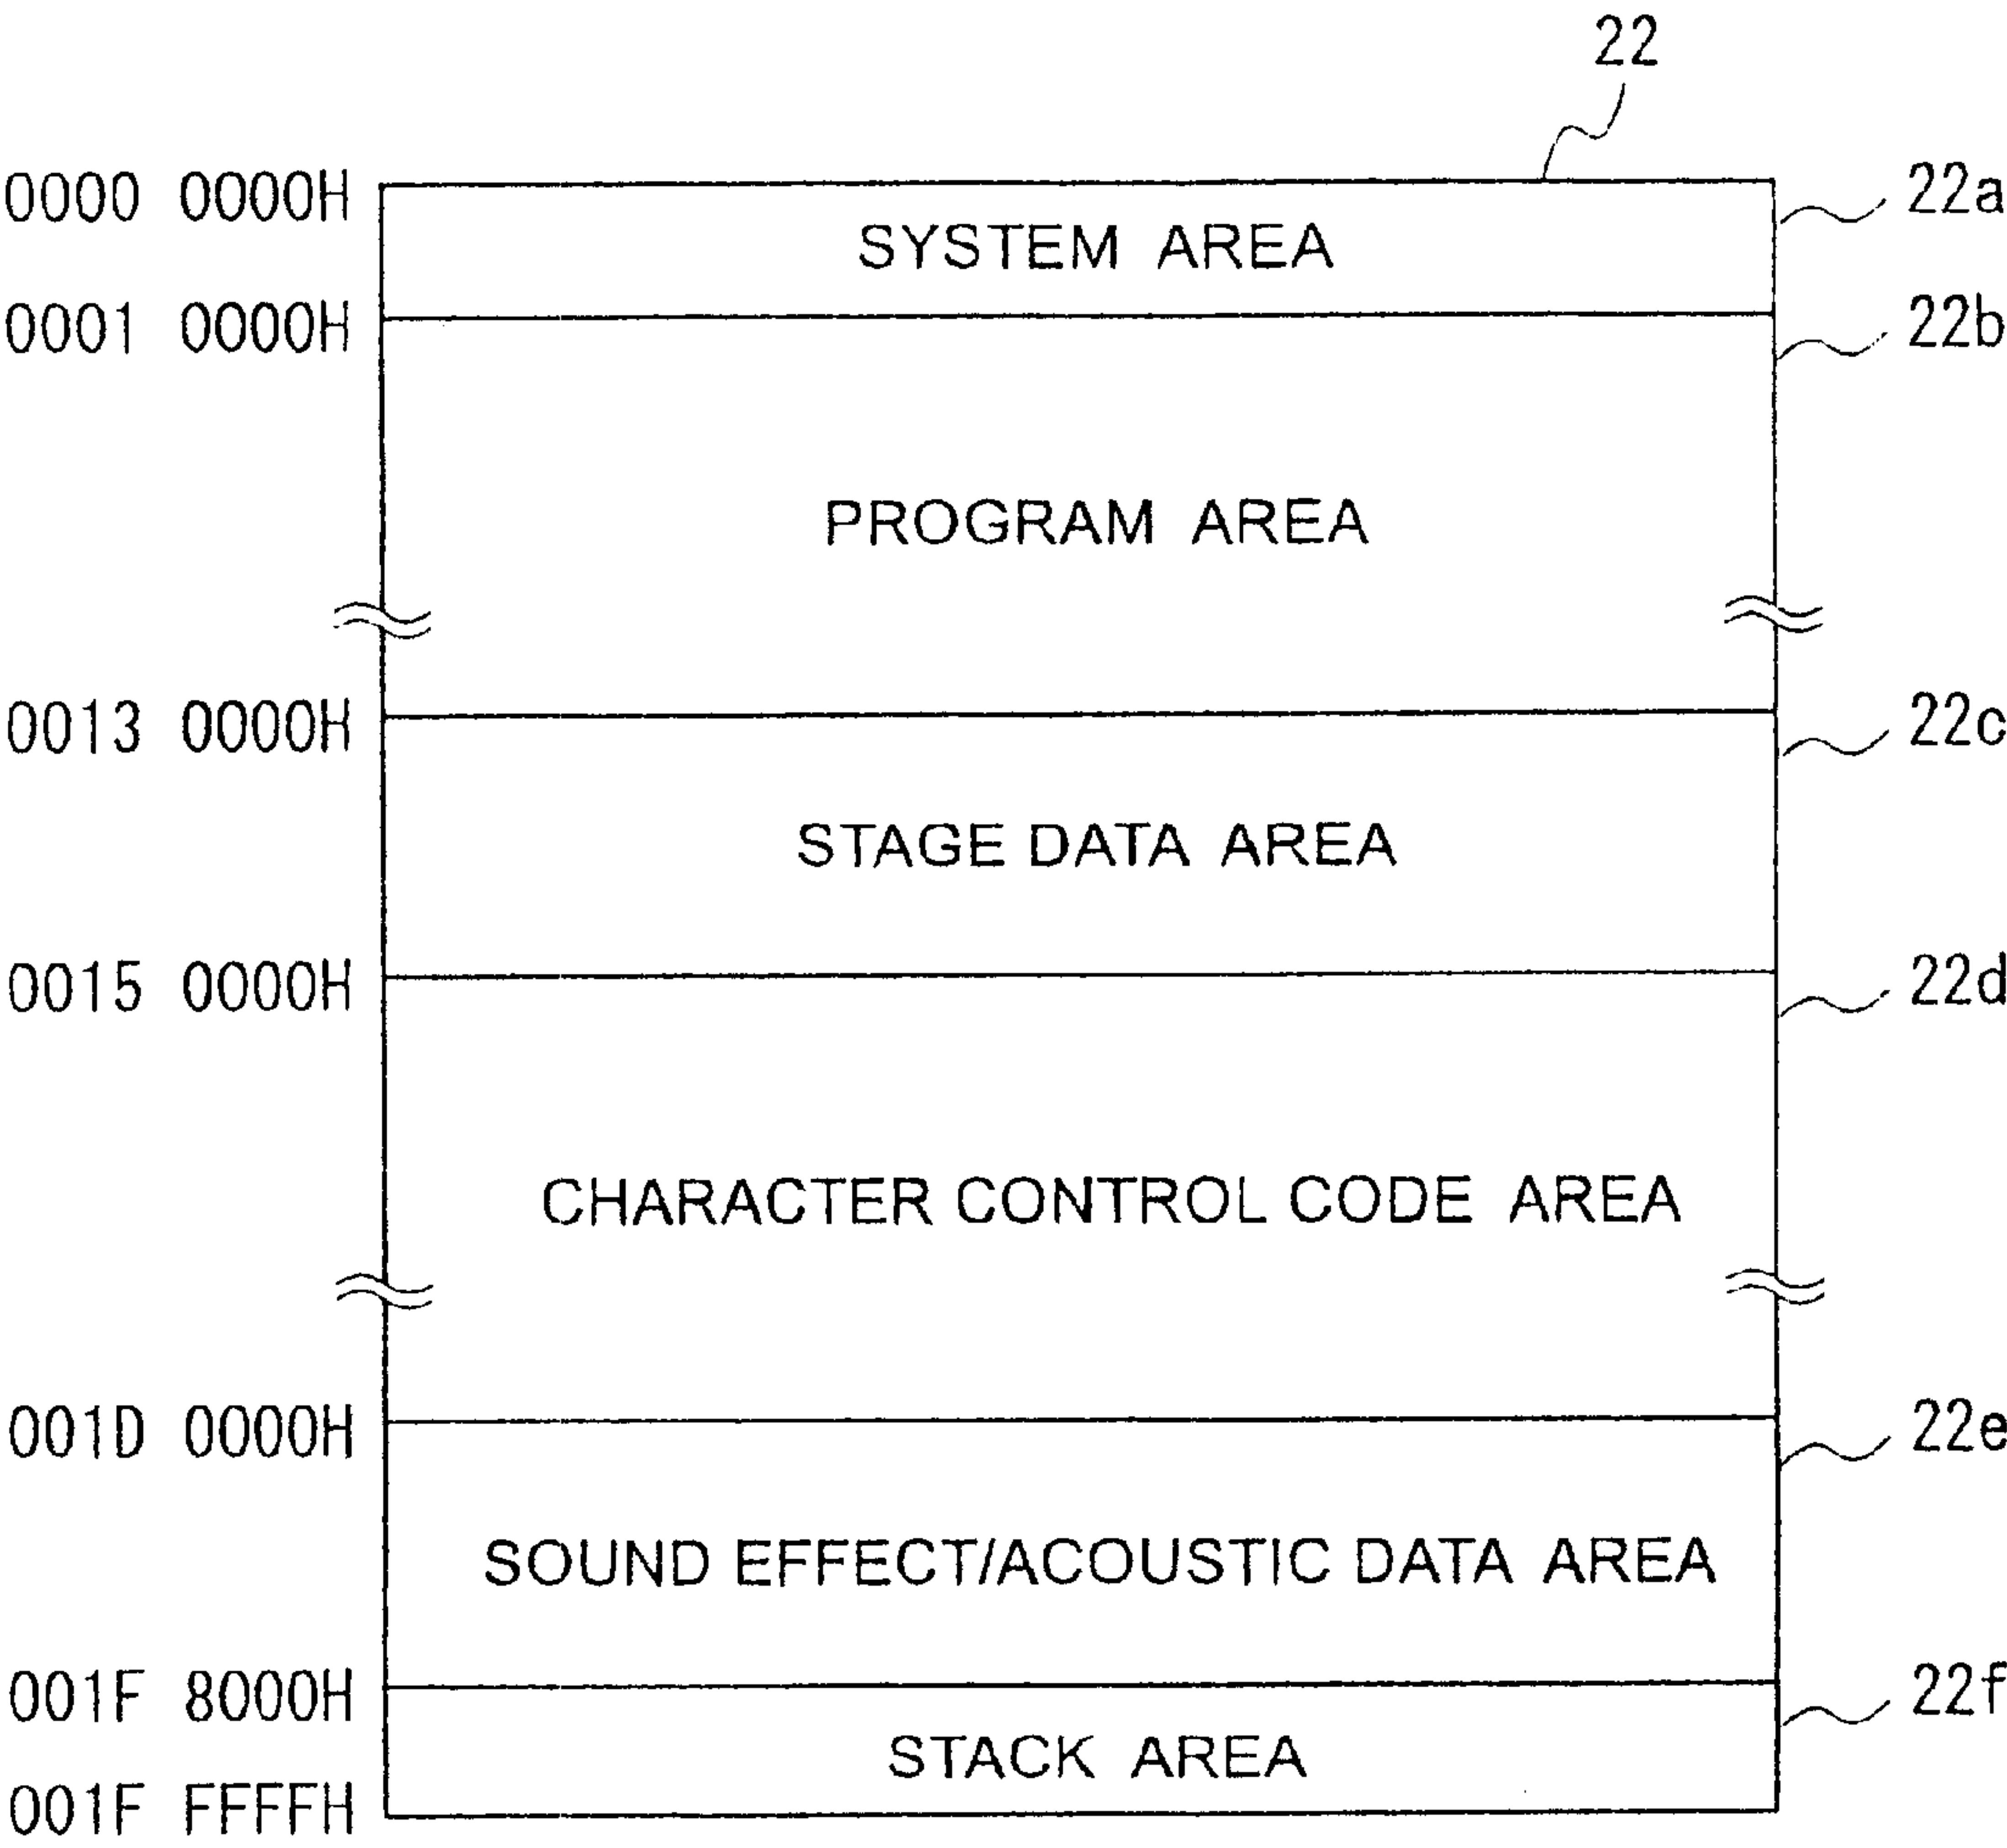 22
0000 0000H
22a
SYSTEM AREA
0001 0000H
22b
PROGRAM AREA
0013 0000H
22c
STAGE DATA AREA
0015 0000H
22d
CHARACTER CONTROL CODE AREA
001D 0000H
22e
SOUND EFFECT/ACOUSTIC DATA AREA
001F 8000H
22f
STACK AREA
001F FFFFH